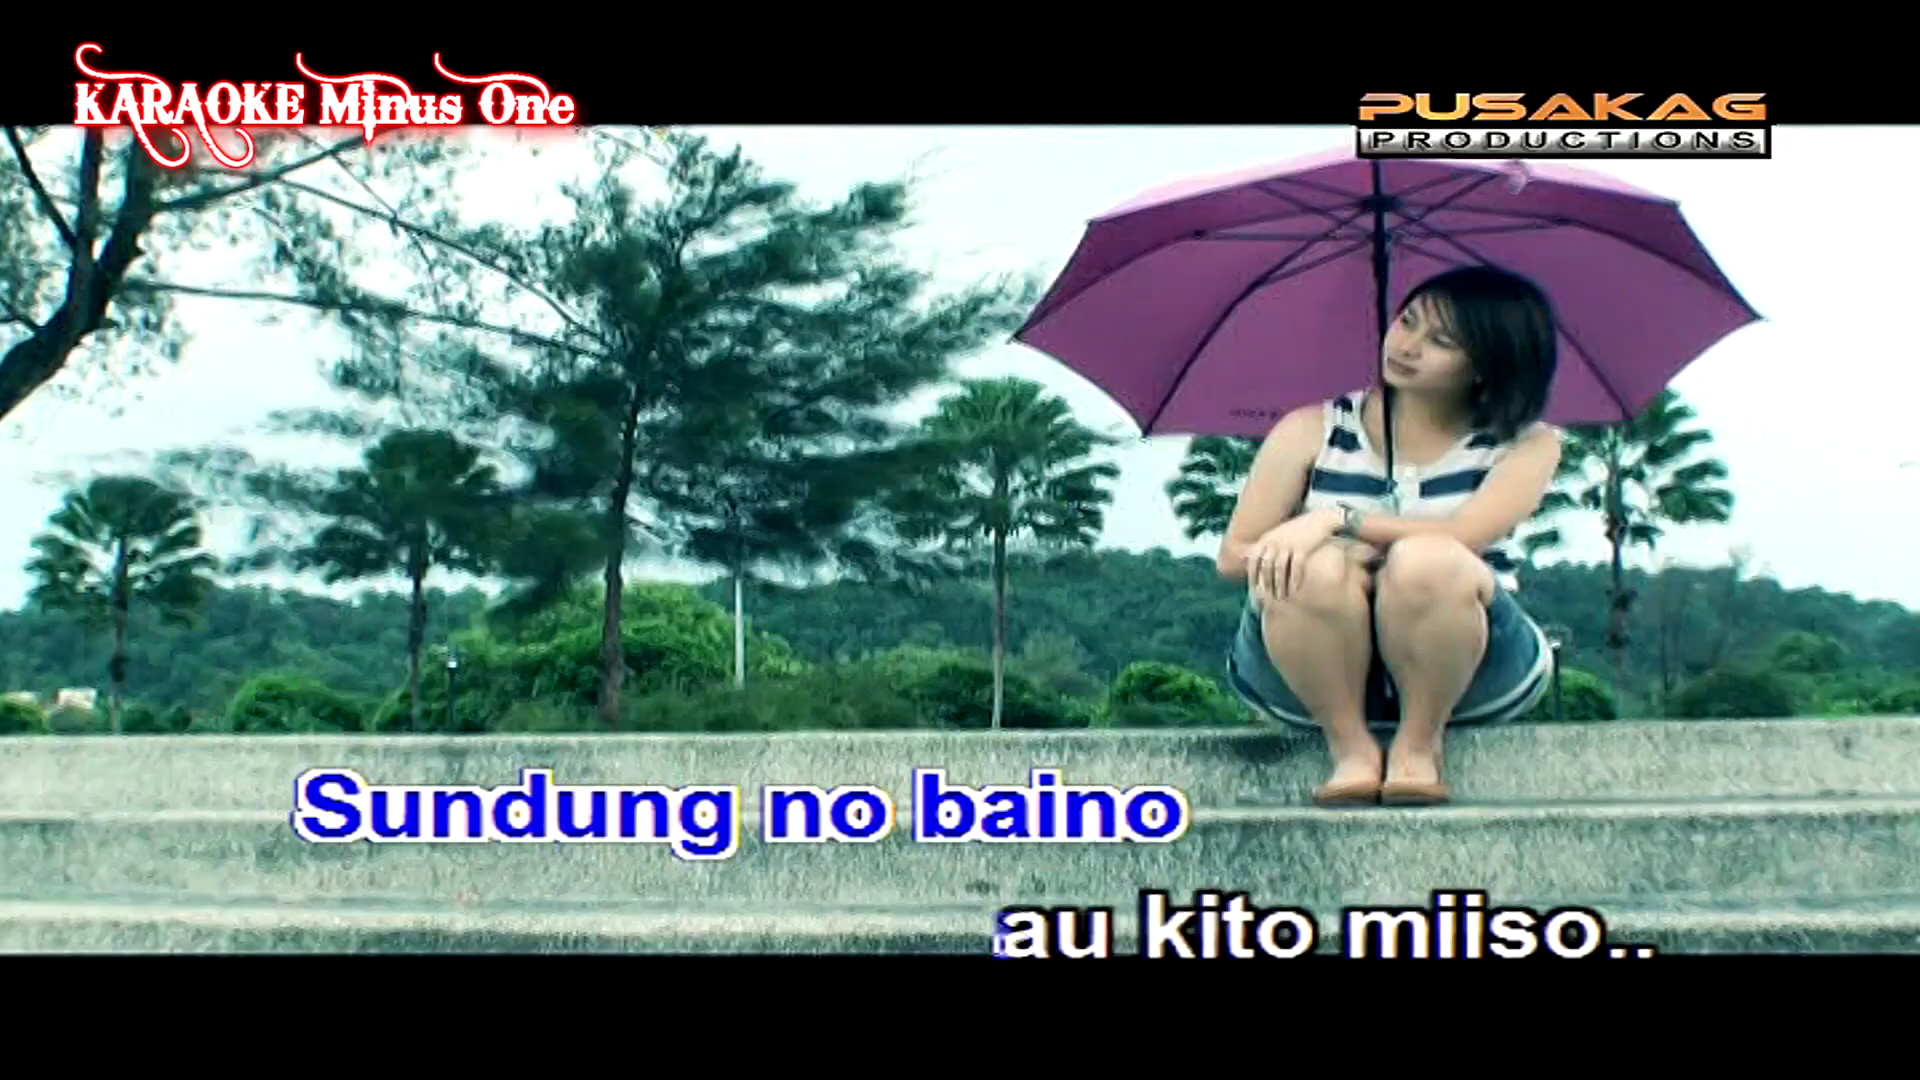 KARAOKE Minus One
PUSAKAG
PRODUCTIONS
Sundung no baino
au kito miiso..